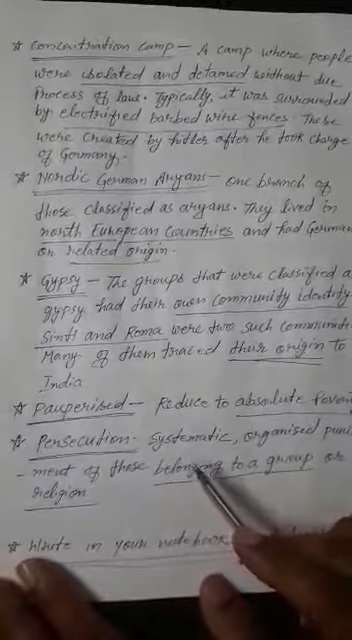 * Concentration camp - A camp where people
were isolated and detained without due
Process of law. Typically, it was surrounded
by electrified barbed wire fences. These
were created by hitler after he took charge
of Germany.
* Nordic German Aryans - One branch of
those classified as aryans. They lived in
north European countries and had German
or related origin.
* Gypsy - The groups that were classified a
gypsy had their own community identity
Sinti and Roma were two such communiti
Many of them traced their origin to
India
* Pauperised - Reduce to absolute Pover
* Persecution - Systematic, organised puni
-ment of those belonging to a group or
religion
* Write in your notebook.